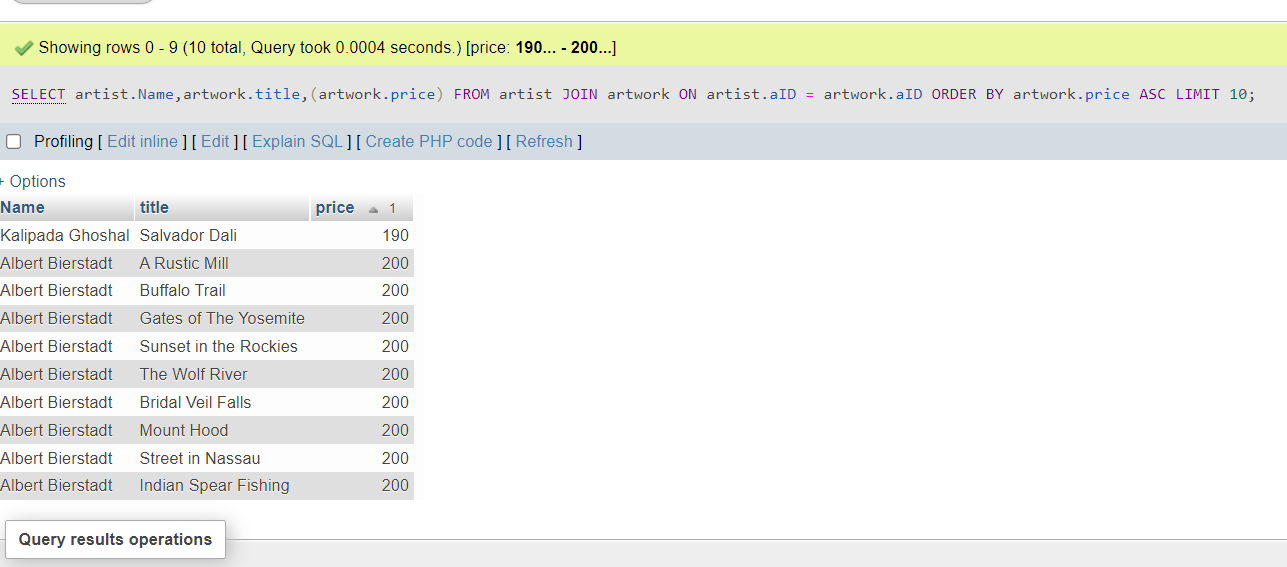 Showing rows 0 - 9 (10 total, Query took 0.0004 seconds.) [price: 190... - 200...]
SELECT artist.Name,artwork.title,(artwork.price) FROM artist JOIN artwork ON artist.aID = artwork.aID ORDER BY artwork.price ASC LIMIT 10;
Profiling [ Edit inline ] [ Edit ] [ Explain SQL ] [ Create PHP code ] [ Refresh ]
+ Options
Name title price 1
Kalipada Ghoshal Salvador Dali 190
Albert Bierstadt A Rustic Mill 200
Albert Bierstadt Buffalo Trail 200
Albert Bierstadt Gates of The Yosemite 200
Albert Bierstadt Sunset in the Rockies 200
Albert Bierstadt The Wolf River 200
Albert Bierstadt Bridal Veil Falls 200
Albert Bierstadt Mount Hood 200
Albert Bierstadt Street in Nassau 200
Albert Bierstadt Indian Spear Fishing 200
Query results operations